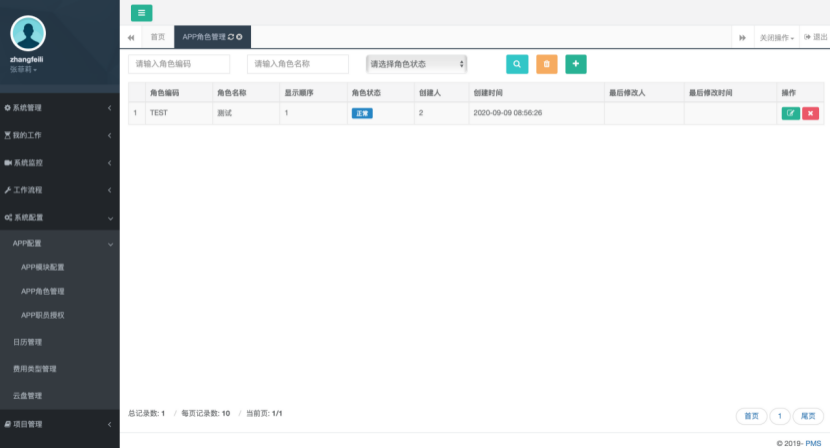 zhangfeili
张菲莉
系统管理
我的工作
系统监控
工作流程
系统配置
APP配置
APP模块配置
APP角色管理
APP职员授权
日历管理
费用类型管理
云盘管理
项目管理
首页 APP角色管理 关闭操作 退出
请输入角色编码 请输入角色名称 请选择角色状态
角色编码 角色名称 显示顺序 角色状态 创建人 创建时间 最后修改人 最后修改时间 操作
1 TEST 测试 1 正常 2 2020-09-09 08:56:26
总记录数: 1 / 每页记录数: 10 / 当前页: 1/1
首页 1 尾页
© 2019- PMS